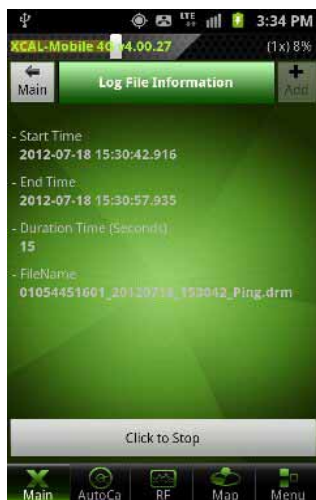 LTE 3:34 PM
XCAL-Mobile 4G v4.00.27 (1x) 8%
Main Log File Information Add
- Start Time
2012-07-18 15:30:42.916
- End Time
2012-07-18 15:30:57.935
- Duration Time (Seconds)
15
- FileName
01054451601_20120718_153042_Ping.drm
Click to Stop
Main AutoCa RF Map Menu